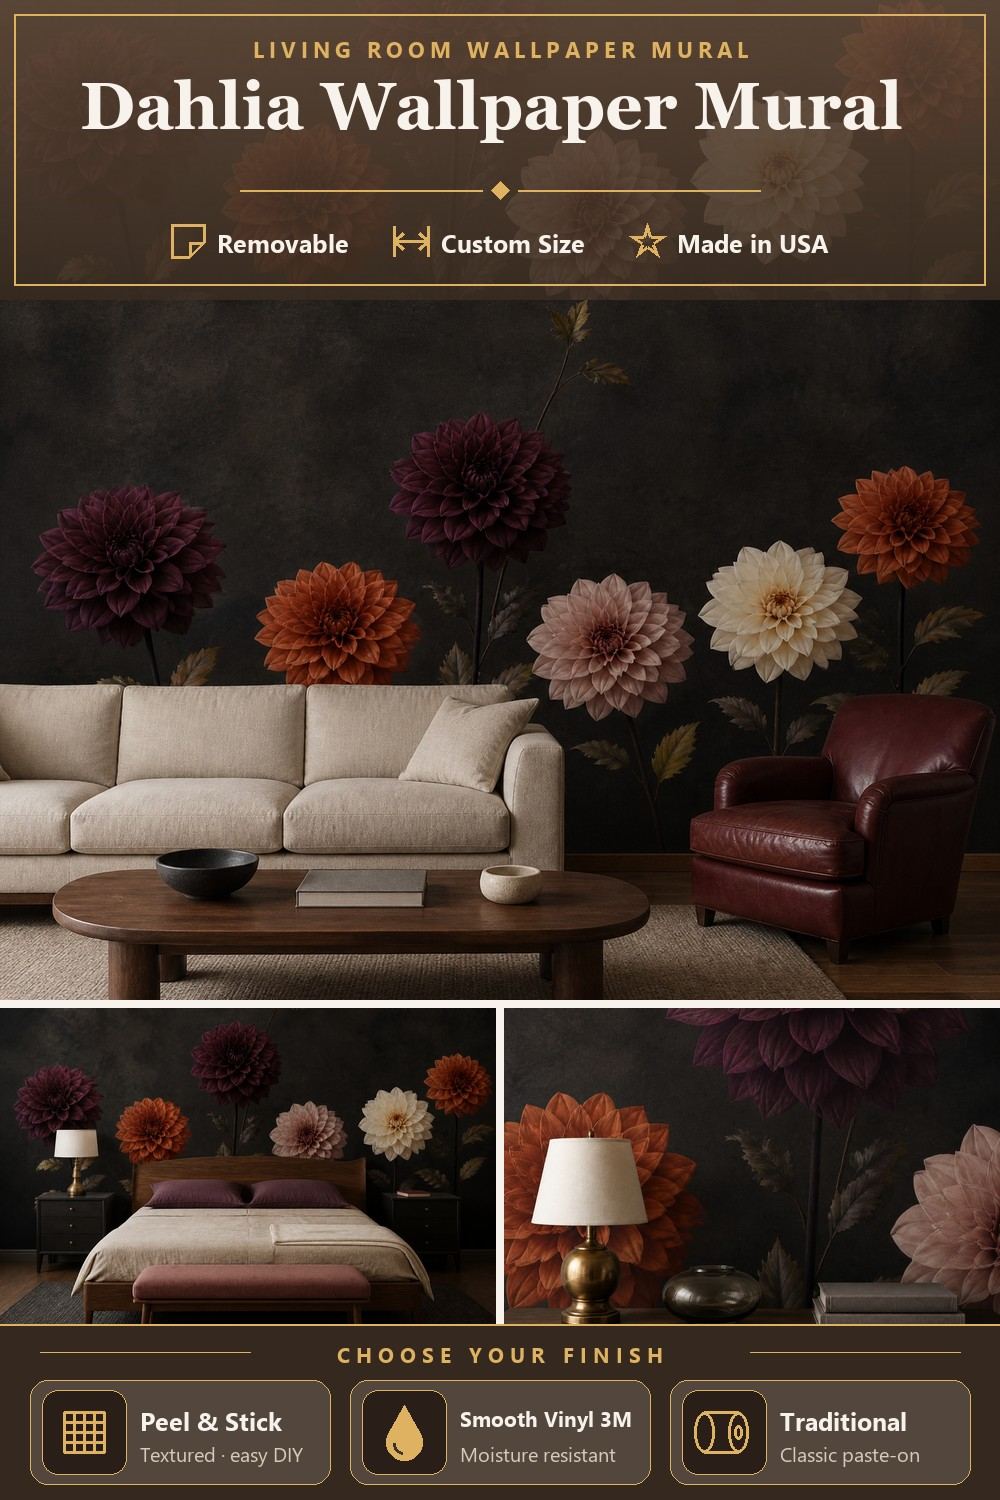 LIVING ROOM WALLPAPER MURAL
Dahlia Wallpaper Mural
Removable
Custom Size
Made in USA
CHOOSE YOUR FINISH
Peel & Stick
Textured · easy DIY
Smooth Vinyl 3M
Moisture resistant
Traditional
Classic paste-on